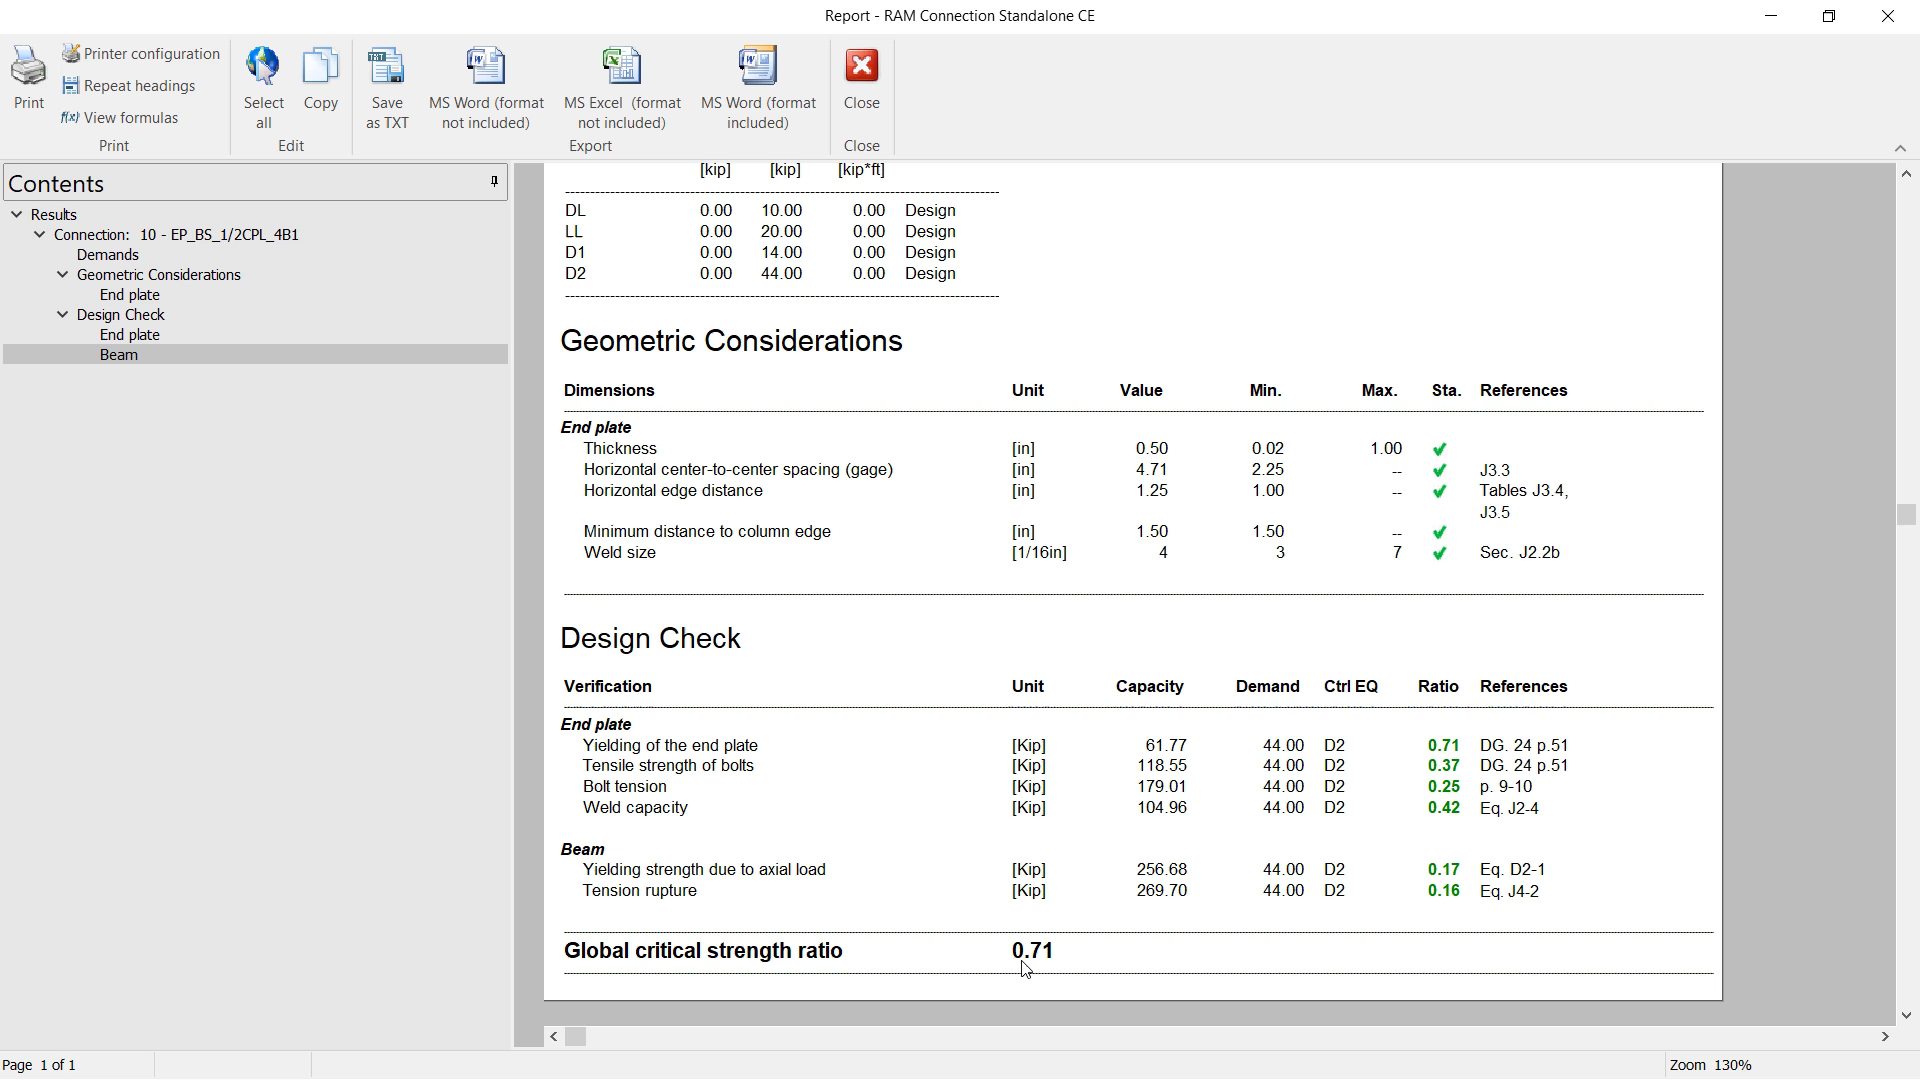 Report - RAM Connection Standalone CE
Print
Printer configuration
Repeat headings
f(x) View formulas
Print
Select all
Copy
Edit
TXT
Save as TXT
MS Word (format not included)
MS Excel (format not included)
MS Word (format included)
Export
Close
Close
Contents
Results
Connection: 10 - EP_BS_1/2CPL_4B1
Demands
Geometric Considerations
End plate
Design Check
End plate
Beam
[kip] [kip] [kip*ft]
DL 0.00 10.00 0.00 Design
LL 0.00 20.00 0.00 Design
D1 0.00 14.00 0.00 Design
D2 0.00 44.00 0.00 Design
Geometric Considerations
Dimensions Unit Value Min. Max. Sta. References
End plate
Thickness [in] 0.50 0.02 1.00
Horizontal center-to-center spacing (gage) [in] 4.71 2.25 -- J3.3
Horizontal edge distance [in] 1.25 1.00 -- Tables J3.4,
J3.5
Minimum distance to column edge [in] 1.50 1.50 --
Weld size [1/16in] 4 3 7 Sec. J2.2b
Design Check
Verification Unit Capacity Demand Ctrl EQ Ratio References
End plate
Yielding of the end plate [Kip] 61.77 44.00 D2 0.71 DG. 24 p.51
Tensile strength of bolts [Kip] 118.55 44.00 D2 0.37 DG. 24 p.51
Bolt tension [Kip] 179.01 44.00 D2 0.25 p. 9-10
Weld capacity [Kip] 104.96 44.00 D2 0.42 Eq. J2-4
Beam
Yielding strength due to axial load [Kip] 256.68 44.00 D2 0.17 Eq. D2-1
Tension rupture [Kip] 269.70 44.00 D2 0.16 Eq. J4-2
Global critical strength ratio 0.71
Page 1 of 1
Zoom 130%